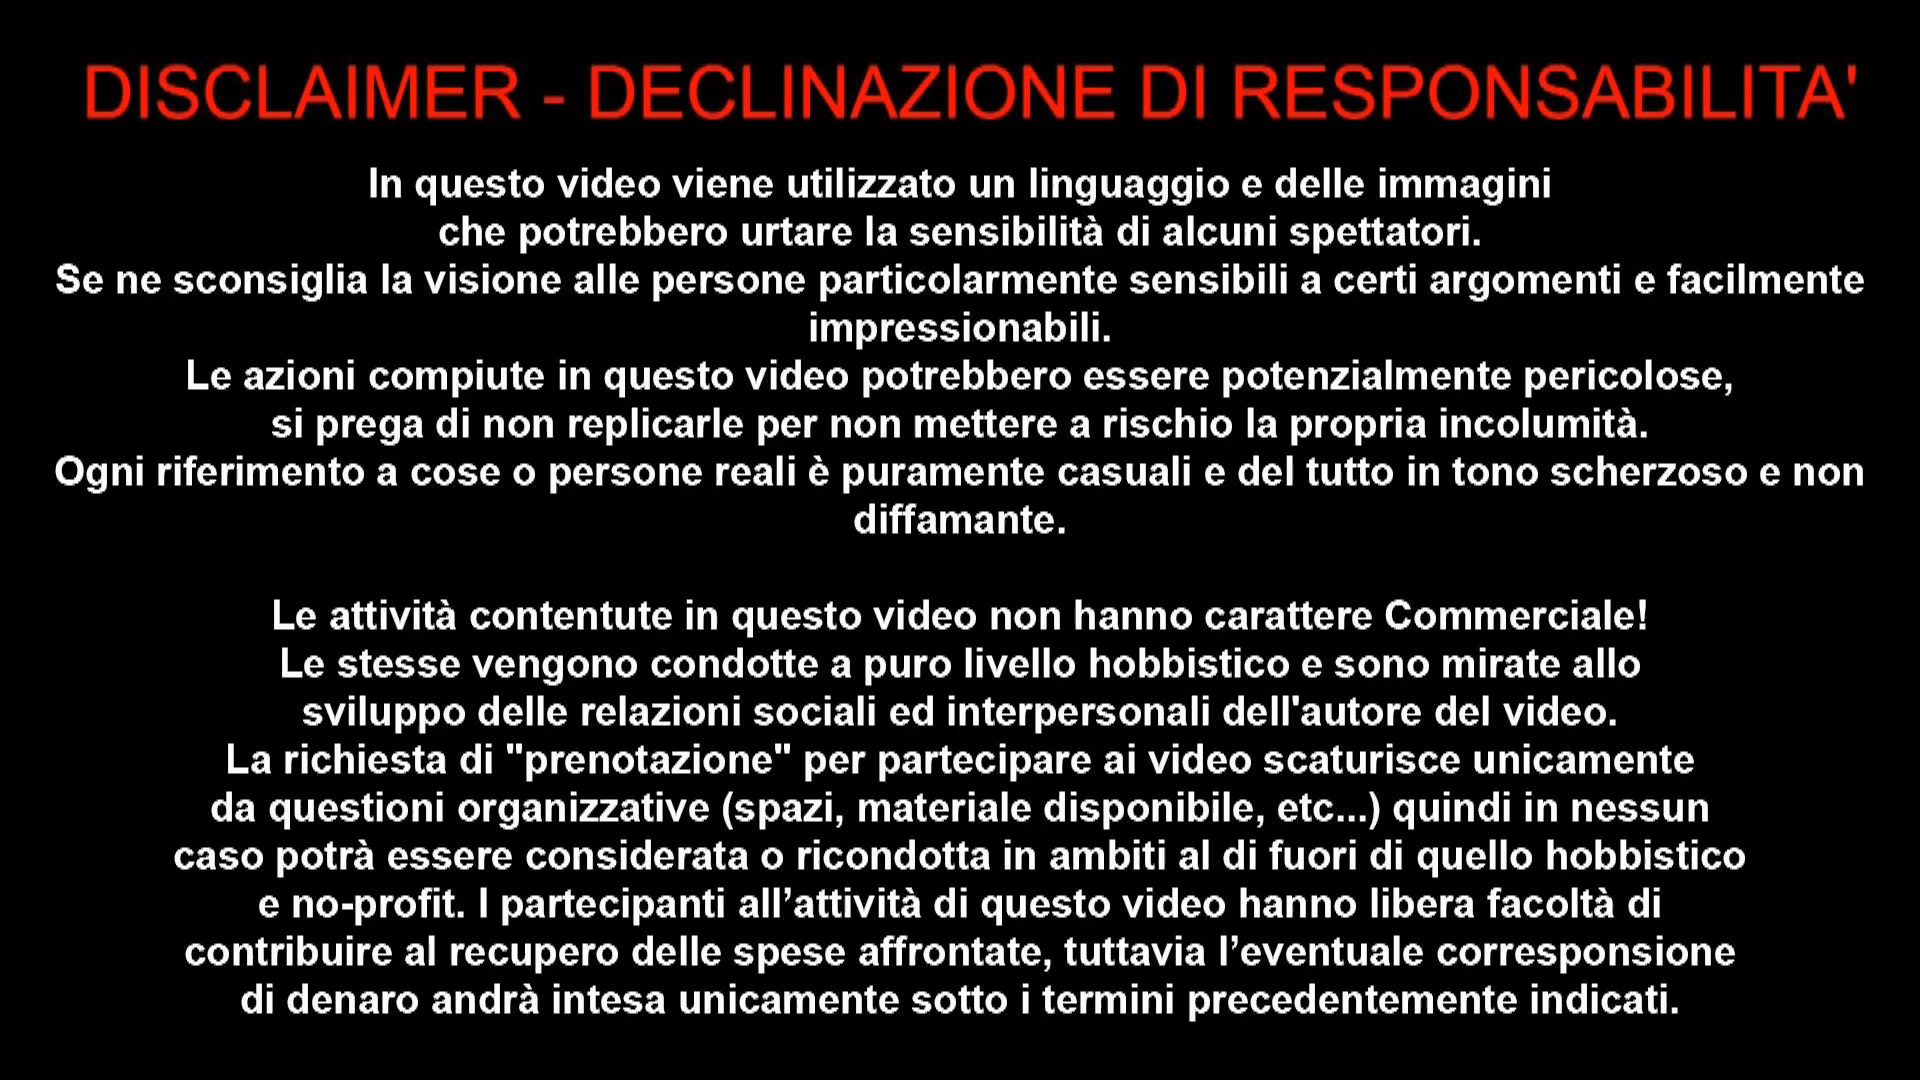 DISCLAIMER - DECLINAZIONE DI RESPONSABILITA'
In questo video viene utilizzato un linguaggio e delle immagini
che potrebbero urtare la sensibilità di alcuni spettatori.
Se ne sconsiglia la visione alle persone particolarmente sensibili a certi argomenti e facilmente
impressionabili.
Le azioni compiute in questo video potrebbero essere potenzialmente pericolose,
si prega di non replicarle per non mettere a rischio la propria incolumità.
Ogni riferimento a cose o persone reali è puramente casuali e del tutto in tono scherzoso e non
diffamante.
Le attività contentute in questo video non hanno carattere Commerciale!
Le stesse vengono condotte a puro livello hobbistico e sono mirate allo
sviluppo delle relazioni sociali ed interpersonali dell'autore del video.
La richiesta di "prenotazione" per partecipare ai video scaturisce unicamente
da questioni organizzative (spazi, materiale disponibile, etc...) quindi in nessun
caso potrà essere considerata o ricondotta in ambiti al di fuori di quello hobbistico
e no-profit. I partecipanti all’attività di questo video hanno libera facoltà di
contribuire al recupero delle spese affrontate, tuttavia l’eventuale corresponsione
di denaro andrà intesa unicamente sotto i termini precedentemente indicati.